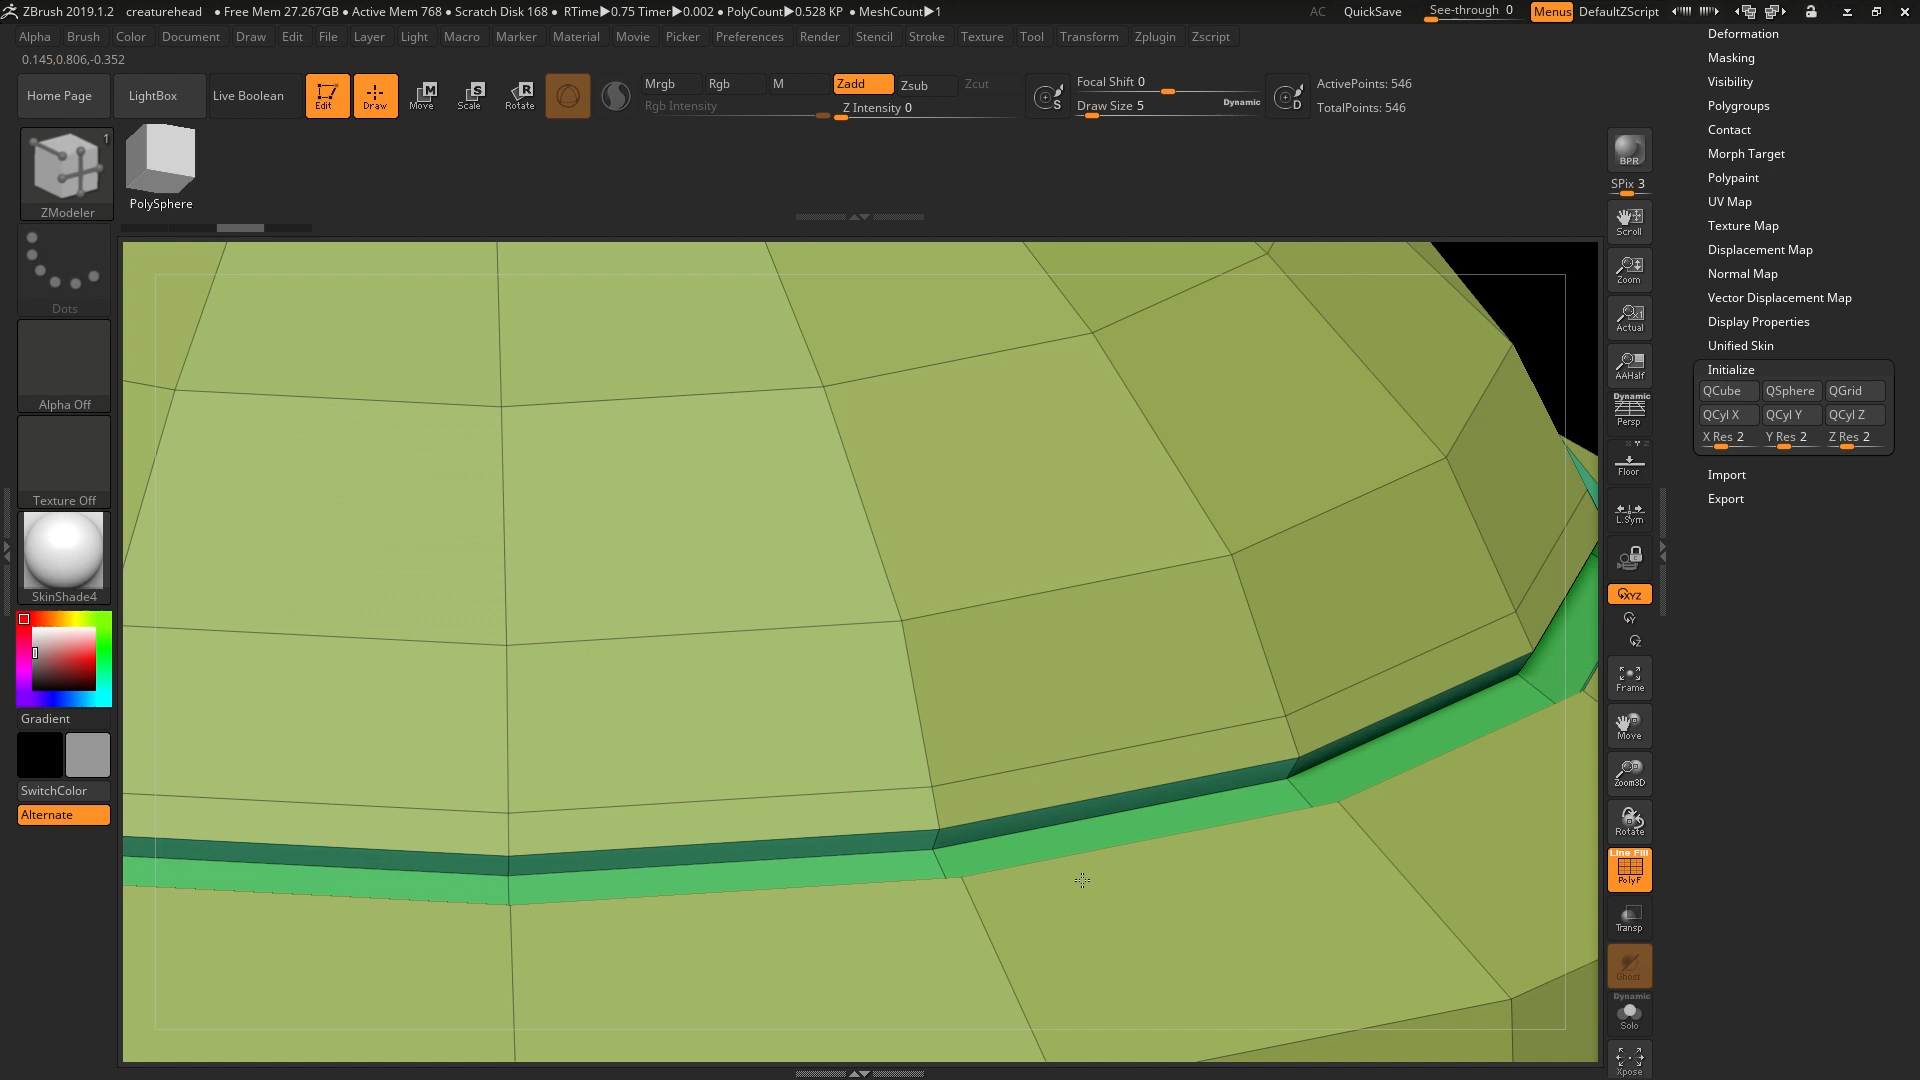 ZBrush 2019.1.2 creaturehead • Free Mem 27.267GB • Active Mem 768 • Scratch Disk 168 • RTime▶0.75 Timer▶0.002 • PolyCount▶0.528 KP • MeshCount▶1 AC QuickSave See-through 0 Menus DefaultZScript
Alpha Brush Color Document Draw Edit File Layer Light Macro Marker Material Movie Picker Preferences Render Stencil Stroke Texture Tool Transform Zplugin Zscript
0.145,0.806,-0.352
Home Page LightBox Live Boolean Edit Draw Move Scale Rotate
Mrgb Rgb M Zadd Zsub Zcut
Rgb Intensity Z Intensity 0
Focal Shift 0
Draw Size 5 Dynamic
ActivePoints: 546
TotalPoints: 546
1
ZModeler
PolySphere
Dots
Alpha Off
Texture Off
SkinShade4
Gradient
SwitchColor
Alternate
BPR
SPix 3
Scroll
Zoom
Actual
AAHalf
Dynamic
Persp
Floor
L.Sym
XYZ
Frame
Move
Zoom3D
Rotate
Line Fill
PolyF
Transp
Ghost
Dynamic
Solo
Xpose
Deformation
Masking
Visibility
Polygroups
Contact
Morph Target
Polypaint
UV Map
Texture Map
Displacement Map
Normal Map
Vector Displacement Map
Display Properties
Unified Skin
Initialize
QCube QSphere QGrid
QCyl X QCyl Y QCyl Z
X Res 2 Y Res 2 Z Res 2
Import
Export